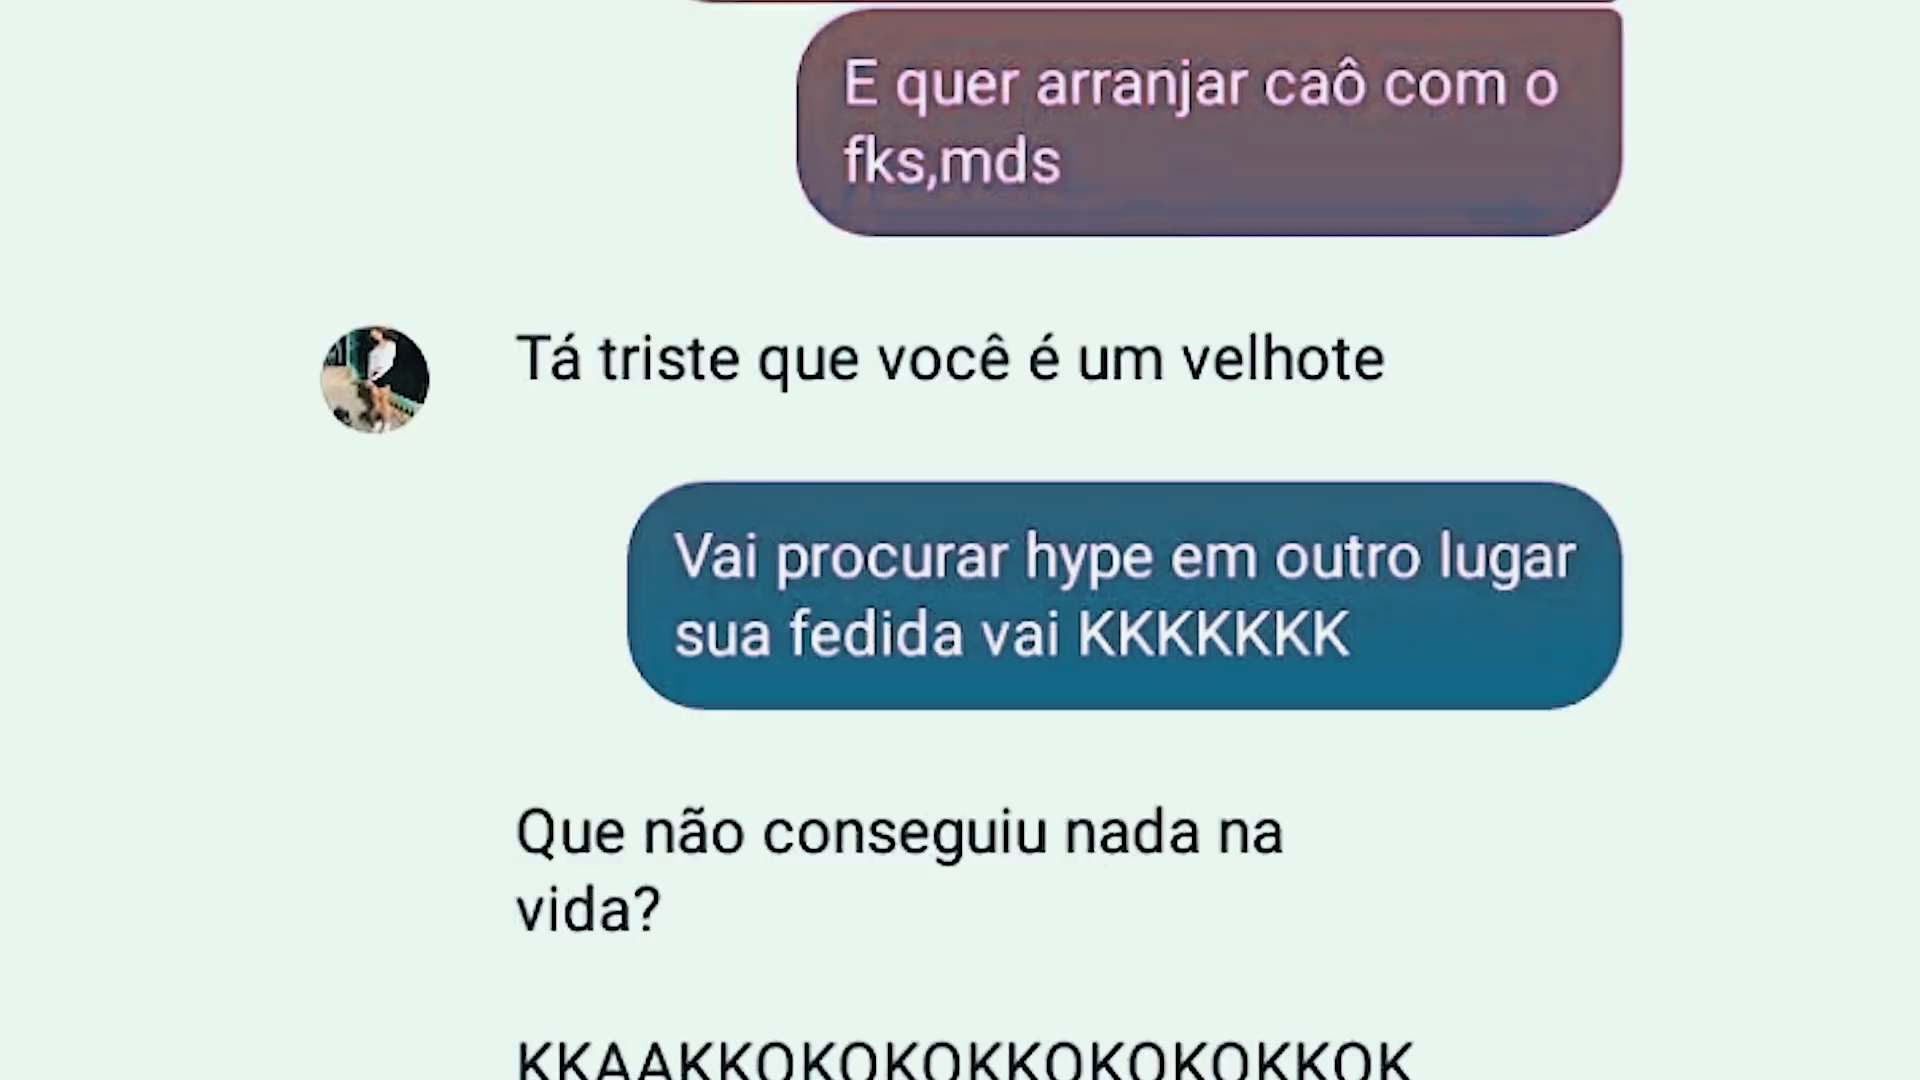 E quer arranjar caô com o
fks,mds
Tá triste que você é um velhote
Vai procurar hype em outro lugar
sua fedida vai KKKKKKK
Que não conseguiu nada na
vida?
KKAAKKOKOKOKKOKOKOKKOK